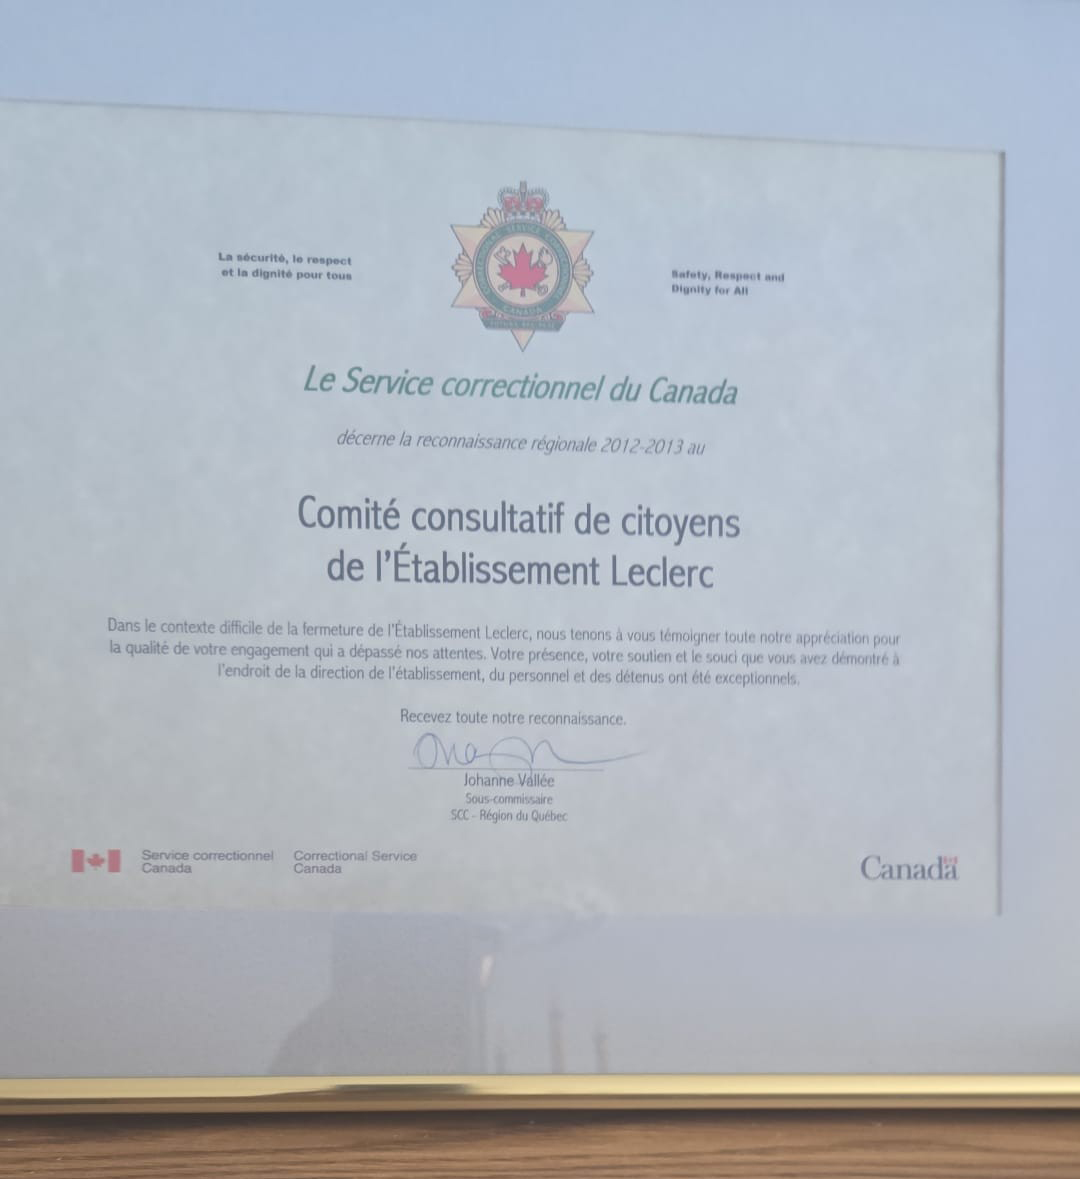 La sécurité, le respect
et la dignité pour tous
Safety, Respect and
Dignity for All
CANADA
Le Service correctionnel du Canada
décerne la reconnaissance régionale 2012-2013 au
Comité consultatif de citoyens
de l'Établissement Leclerc
Dans le contexte difficile de la fermeture de l'Établissement Leclerc, nous tenons à vous témoigner toute notre appréciation pour
la qualité de votre engagement qui a dépassé nos attentes. Votre présence, votre soutien et le souci que vous avez démontré à
l'endroit de la direction de l'établissement, du personnel et des détenus ont été exceptionnels.
Recevez toute notre reconnaissance.
Johanne Vallée
Sous-commissaire
SCC - Région du Québec
Service correctionnel
Canada
Correctional Service
Canada
Canada